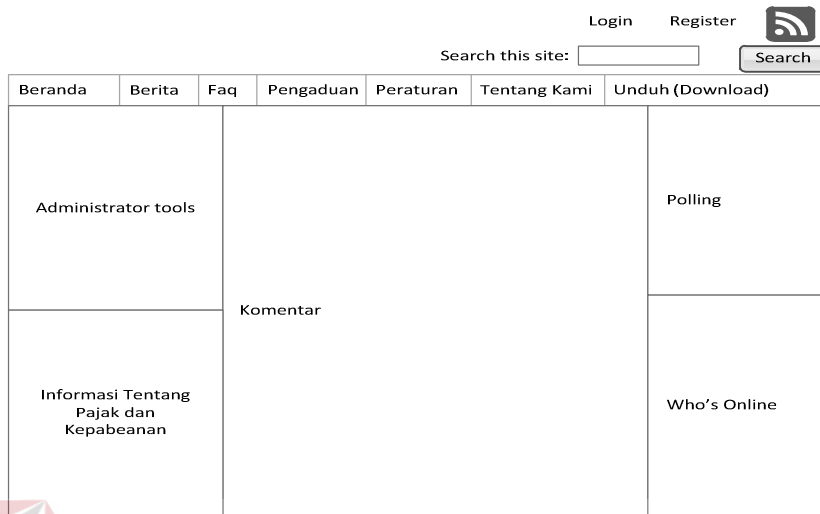 Login Register
Search this site: Search
Beranda Berita Faq Pengaduan Peraturan Tentang Kami Unduh (Download)
Administrator tools
Informasi Tentang
Pajak dan
Kepabeanan
Komentar
Polling
Who's Online